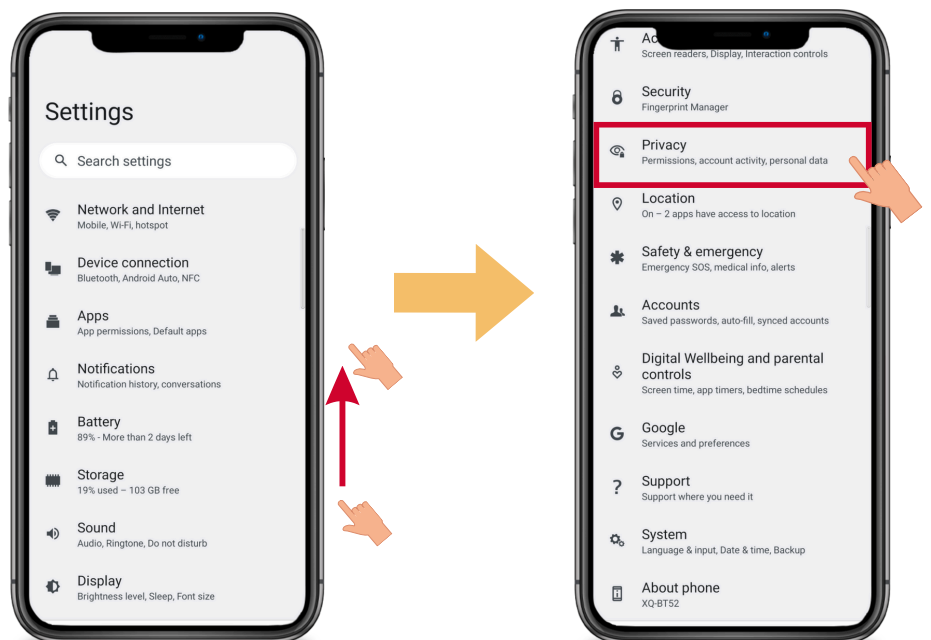 Settings
Search settings
Network and Internet
Mobile, Wi-Fi, hotspot
Device connection
Bluetooth, Android Auto, NFC
Apps
App permissions, Default apps
Notifications
Notification history, conversations
Battery
89% - More than 2 days left
Storage
19% used – 103 GB free
Sound
Audio, Ringtone, Do not disturb
Display
Brightness level, Sleep, Font size
Screen readers, Display, Interaction controls
Security
Fingerprint Manager
Privacy
Permissions, account activity, personal data
Location
On – 2 apps have access to location
Safety & emergency
Emergency SOS, medical info, alerts
Accounts
Saved passwords, auto-fill, synced accounts
Digital Wellbeing and parental
controls
Screen time, app timers, bedtime schedules
Google
Services and preferences
Support
Support where you need it
System
Language & input, Date & time, Backup
About phone
XQ-BT52